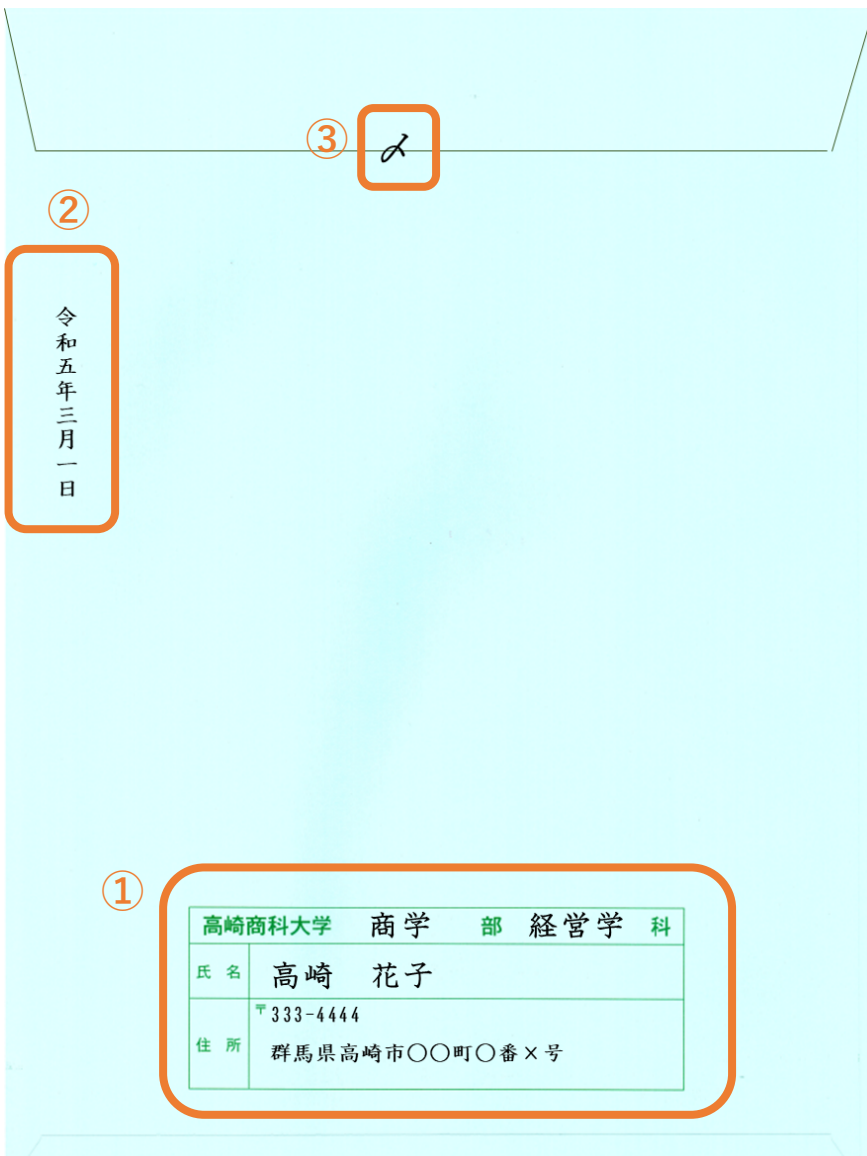 ③
〆
②
令和五年三月一日
①
高崎商科大学 商学 部 経営学 科
氏 名 高崎 花子
〒333-4444
住 所 群馬県高崎市〇〇町〇番×号